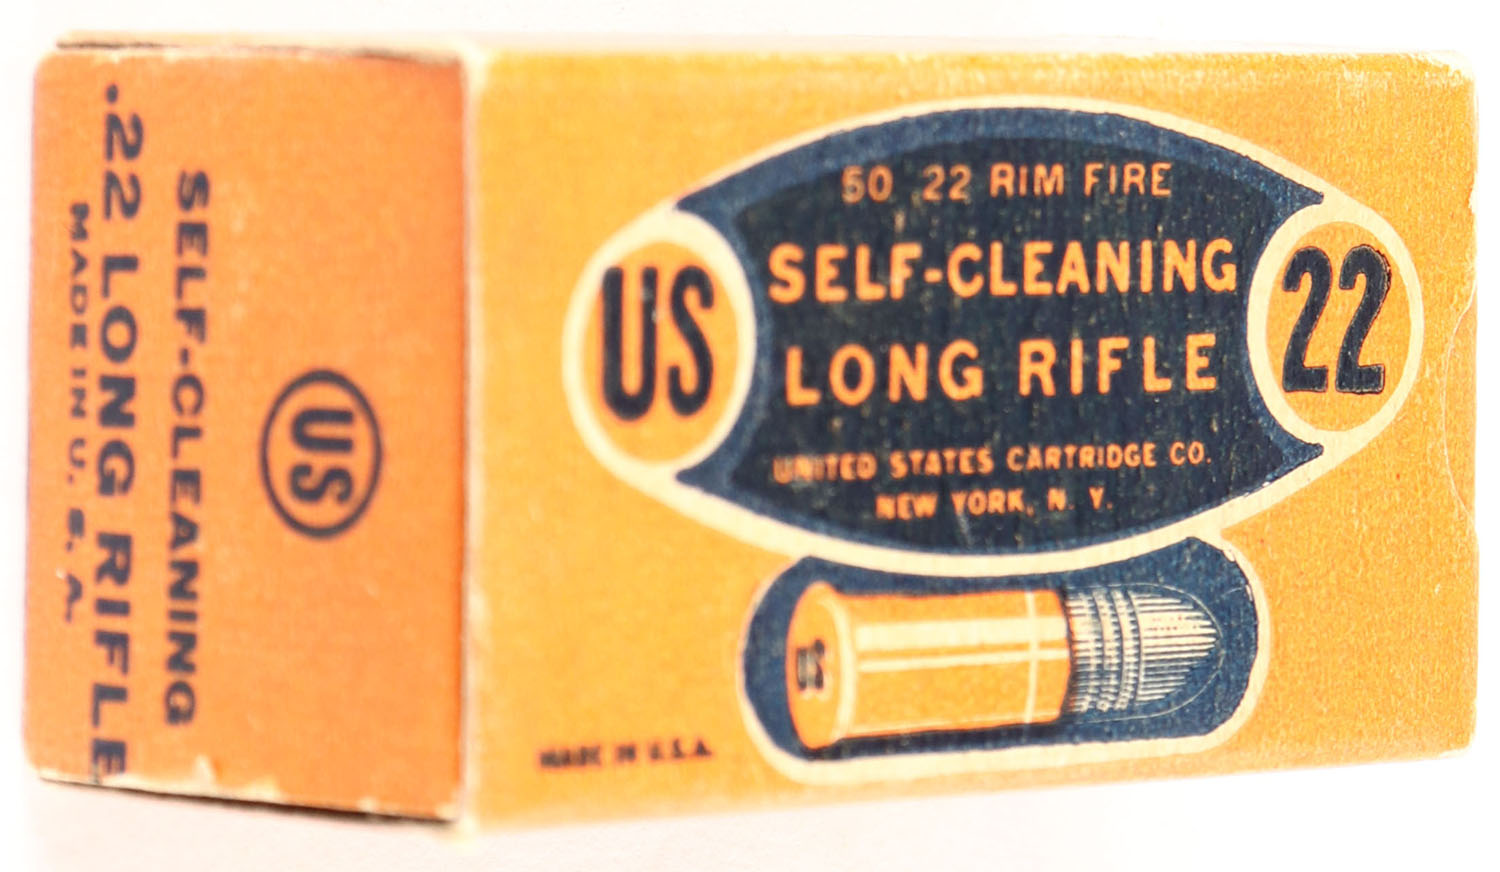 .22 LONG RIFLE
SELF-CLEANING
MADE IN U.S.A.
US
50 .22 RIM FIRE
US
SELF-CLEANING
22
LONG RIFLE
UNITED STATES CARTRIDGE CO.
NEW YORK, N. Y.
US
MADE IN U.S.A.